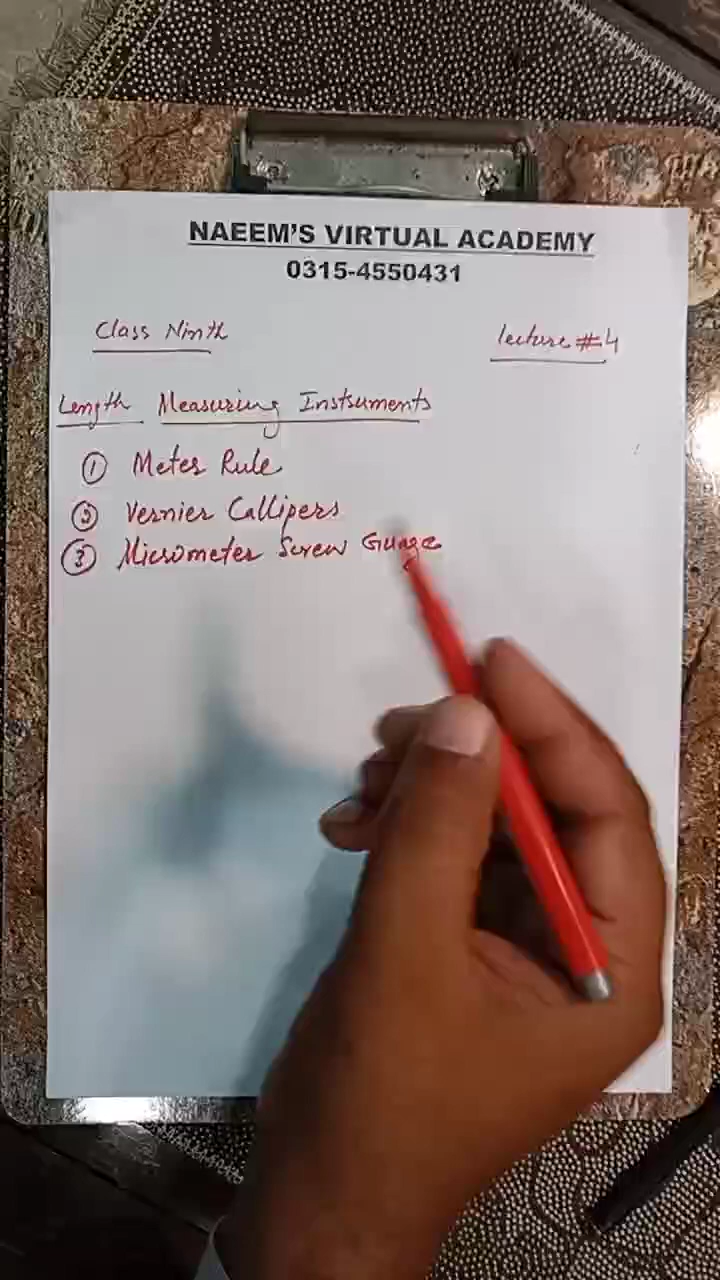 NAEEM'S VIRTUAL ACADEMY
0315-4550431
Class Ninth
lecture #4
Length Measuring Instruments
① Meter Rule
② Vernier Callipers
③ Micrometer Screw Guage